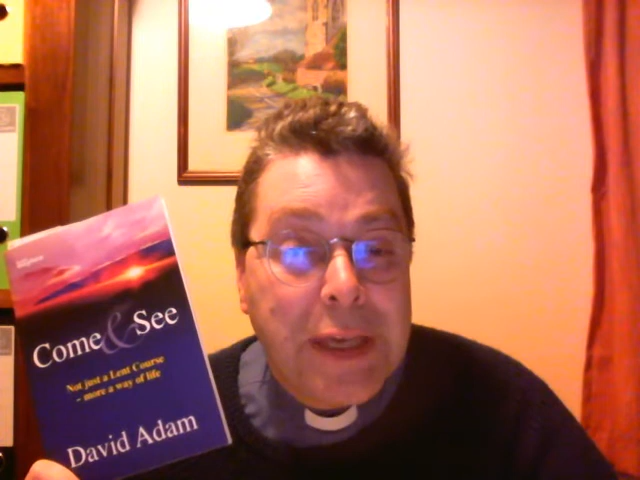 Come & See
Not just a Lent Course
- more a way of life
David Adam